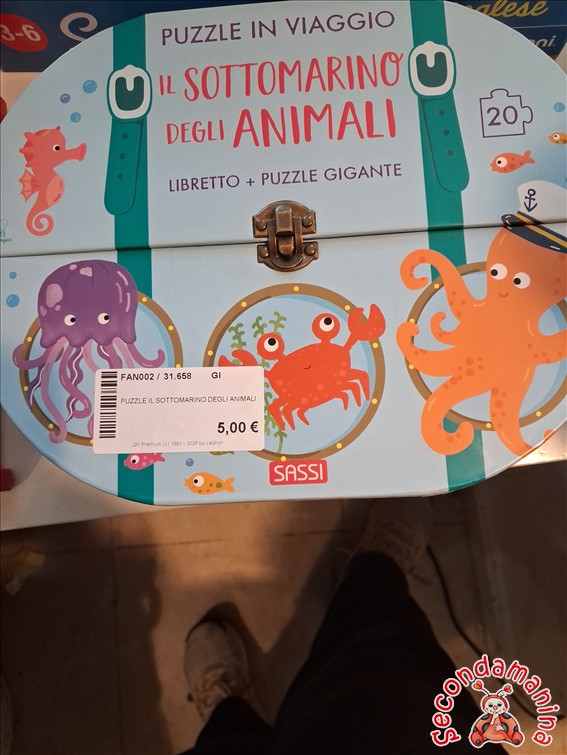 3-6
glese
PUZZLE IN VIAGGIO
IL SOTTOMARINO
DEGLI ANIMALI
20
LIBRETTO + PUZZLE GIGANTE
FAN002 / 31.658 GI
PUZZLE IL SOTTOMARINO DEGLI ANIMALI
5,00 €
SASSI
Secondamanina